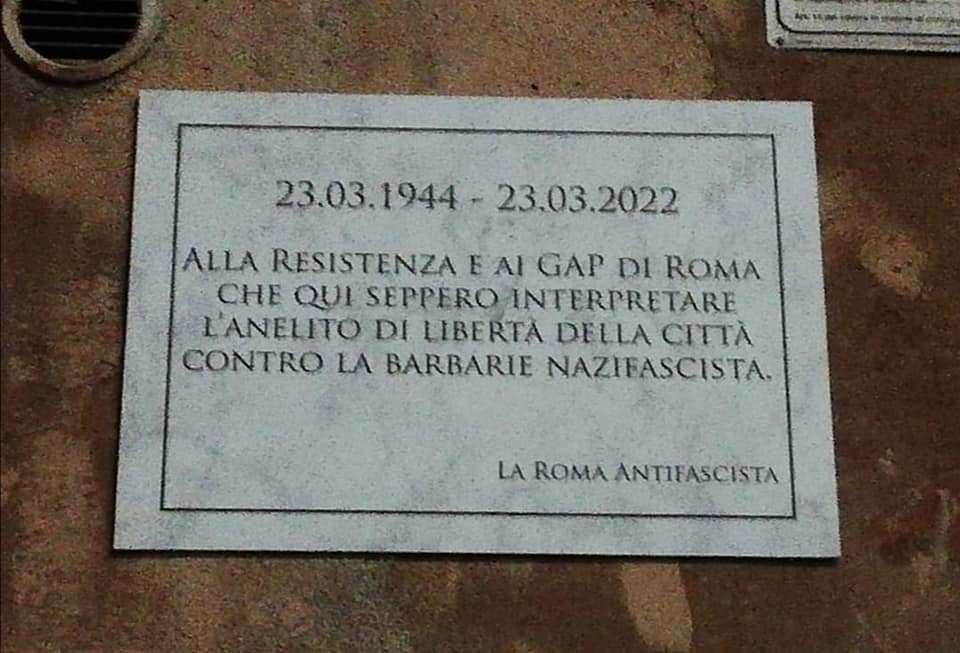 23.03.1944 - 23.03.2022
ALLA RESISTENZA E AI GAP DI ROMA
CHE QUI SEPPERO INTERPRETARE
L'ANELITO DI LIBERTÀ DELLA CITTÀ
CONTRO LA BARBARIE NAZIFASCISTA.
LA ROMA ANTIFASCISTA